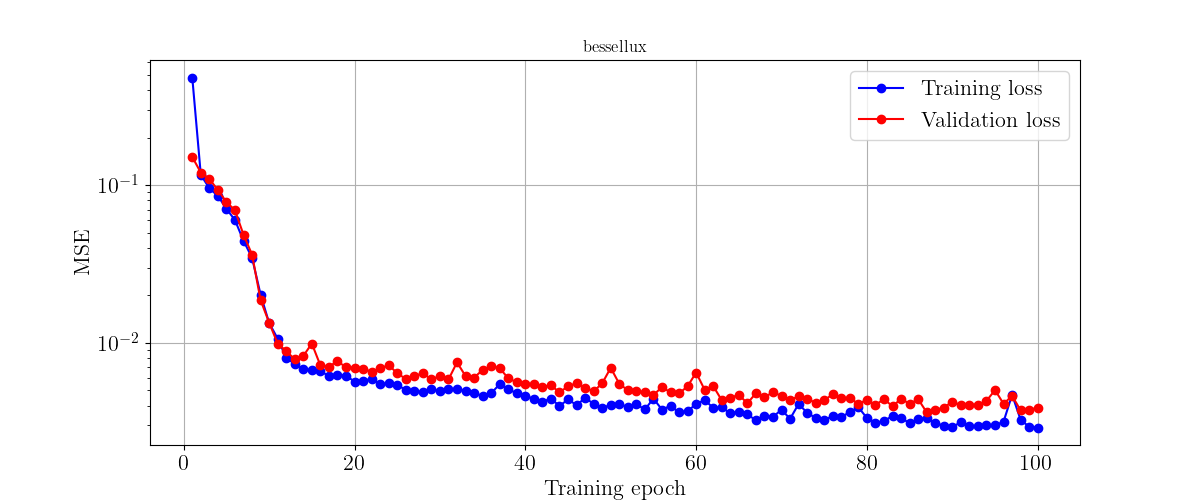 bessellux
Training loss
Validation loss
10⁻¹
MSE
10⁻²
0 20 40 60 80 100
Training epoch